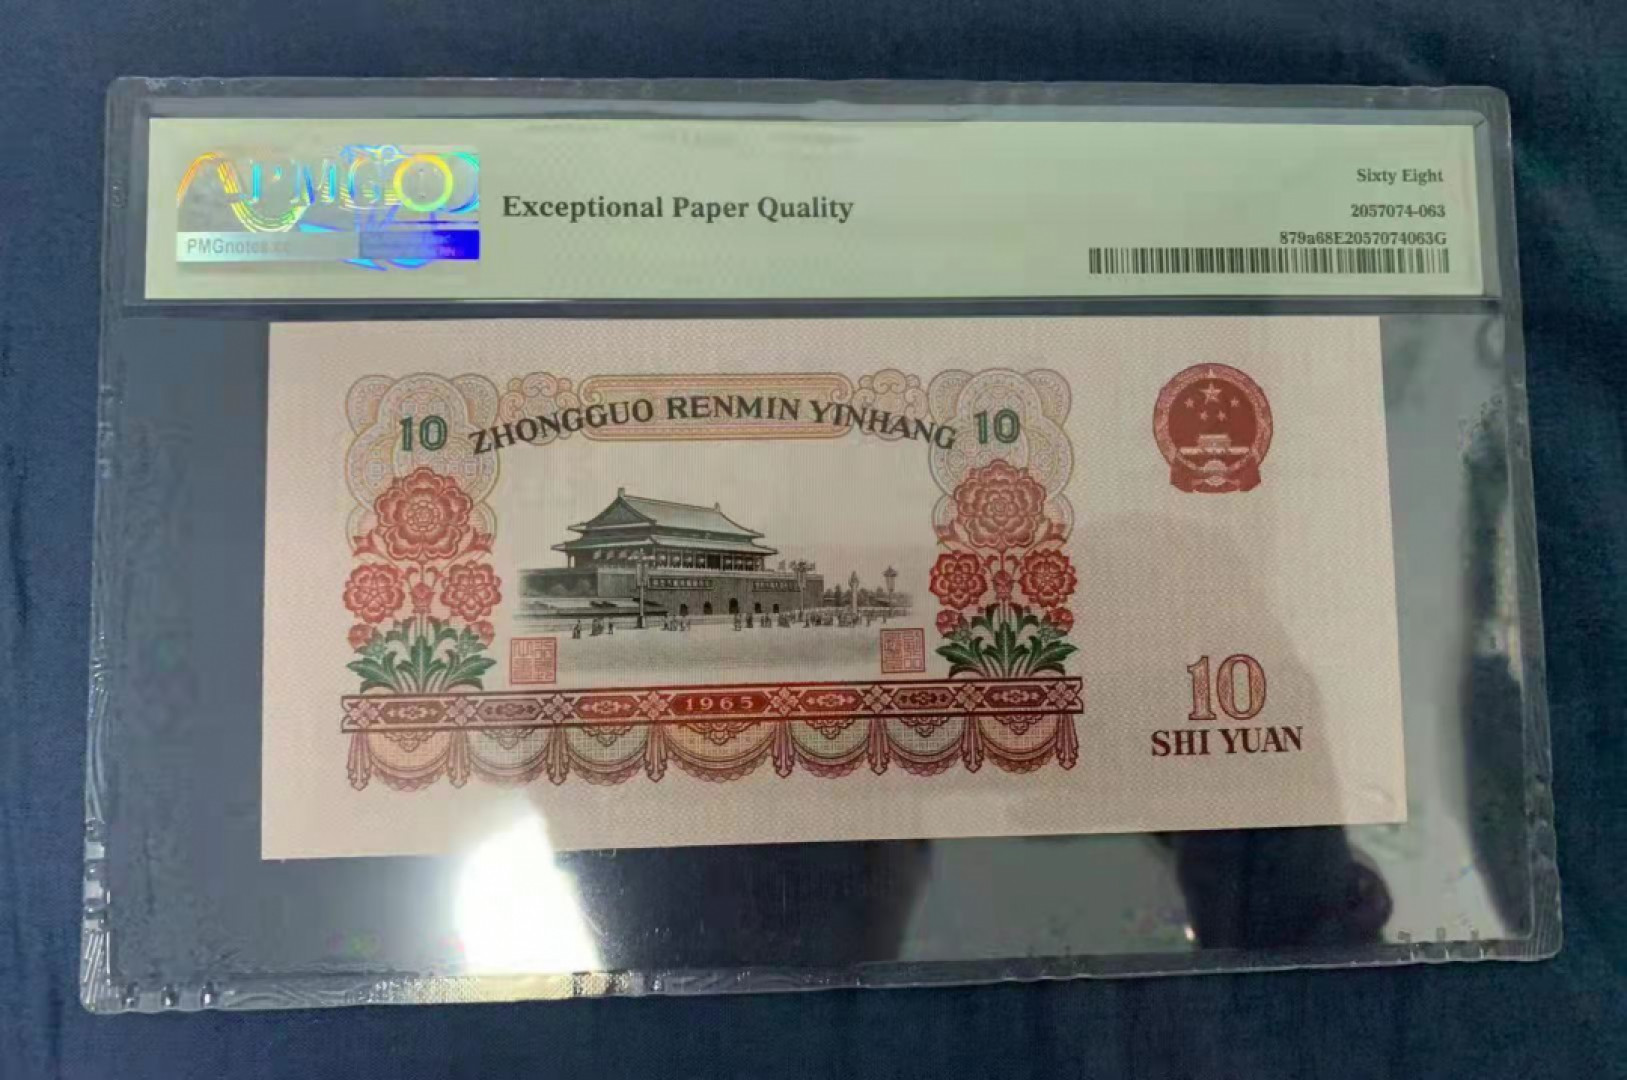 PMG
PMGnotes.co
Exceptional Paper Quality
Sixty Eight
2057074-063
879a68E2057074063G
ZHONGGUO RENMIN YINHANG
10
10
1965
10
SHI YUAN